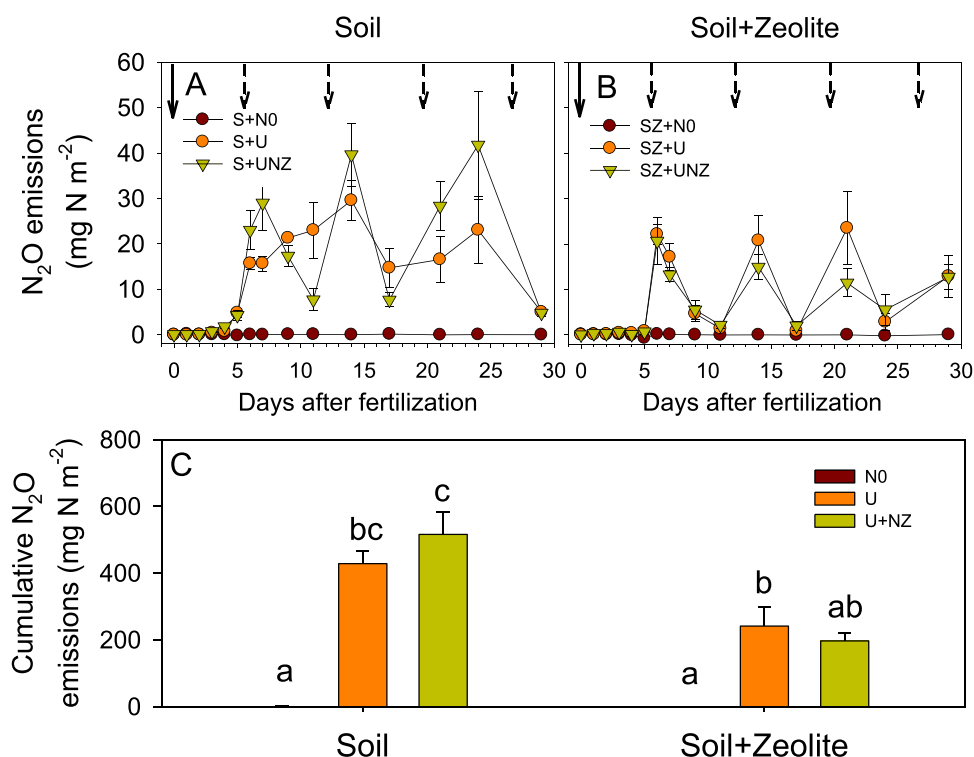 Soil
Soil+Zeolite
N₂O emissions
(mg N m⁻²)
60
50
40
30
20
10
0
A
S+N0
S+U
S+UNZ
0 5 10 15 20 25 30
Days after fertilization
B
SZ+N0
SZ+U
SZ+UNZ
0 5 10 15 20 25 30
Days after fertilization
Cumulative N₂O
emissions (mg N m⁻²)
800
600
400
200
0
C
N0
U
U+NZ
a
bc
c
a
b
ab
Soil
Soil+Zeolite